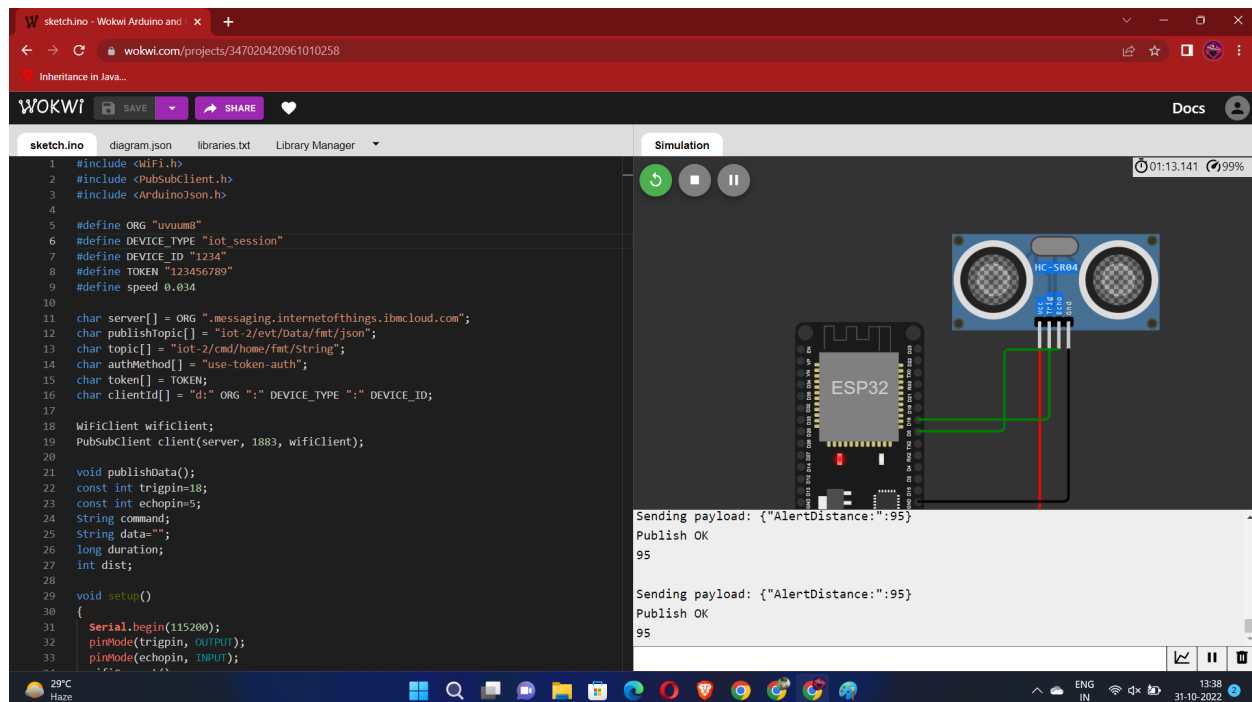 sketch.ino - Wokwi Arduino and
wokwi.com/projects/347020420961010258
Inheritance in Java...
WOKWI SAVE SHARE Docs
sketch.ino diagram.json libraries.txt Library Manager
1 #include <WiFi.h>
2 #include <PubSubClient.h>
3 #include <ArduinoJson.h>
4
5 #define ORG "uvuum8"
6 #define DEVICE_TYPE "iot_session"
7 #define DEVICE_ID "1234"
8 #define TOKEN "123456789"
9 #define speed 0.034
10
11 char server[] = ORG ".messaging.internetofthings.ibmcloud.com";
12 char publishTopic[] = "iot-2/evt/Data/fmt/json";
13 char topic[] = "iot-2/cmd/home/fmt/String";
14 char authMethod[] = "use-token-auth";
15 char token[] = TOKEN;
16 char clientId[] = "d:" ORG ":" DEVICE_TYPE ":" DEVICE_ID;
17
18 WiFiClient wifiClient;
19 PubSubClient client(server, 1883, wifiClient);
20
21 void publishData();
22 const int trigpin=18;
23 const int echopin=5;
24 String command;
25 String data="";
26 long duration;
27 int dist;
28
29 void setup()
30 {
31 Serial.begin(115200);
32 pinMode(trigpin, OUTPUT);
33 pinMode(echopin, INPUT);
Simulation
01:13.141 99%
HC-SR04
Vcc
Trig
Echo
Gnd
ESP32
Sending payload: {"AlertDistance:":95}
Publish OK
95
Sending payload: {"AlertDistance:":95}
Publish OK
95
29°C
Haze
ENG
IN
13:38
31-10-2022
2